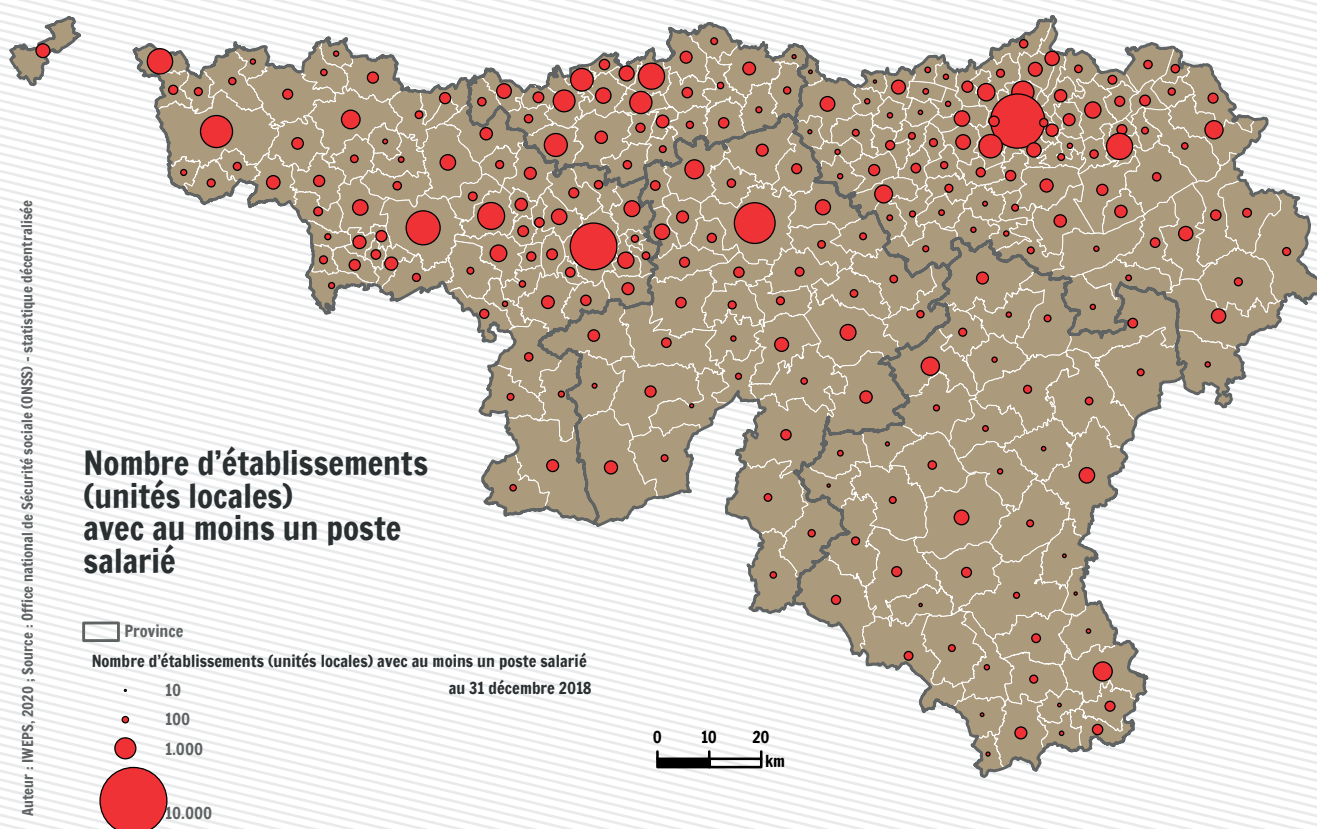 Auteur : IWEPS, 2020 ; Source : Office national de Sécurité sociale (ONSS) - statistique décentralisée
Nombre d’établissements
(unités locales)
avec au moins un poste
salarié
Province
Nombre d’établissements (unités locales) avec au moins un poste salarié
au 31 décembre 2018
10
100
1.000
10.000
0 10 20
km